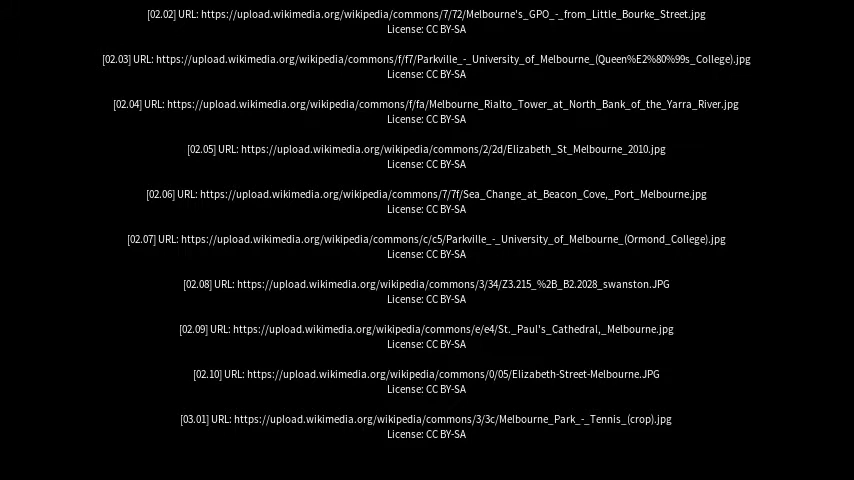 [02.02] URL: https://upload.wikimedia.org/wikipedia/commons/7/72/Melbourne's_GPO_-_from_Little_Bourke_Street.jpg
License: CC BY-SA
[02.03] URL: https://upload.wikimedia.org/wikipedia/commons/f/f7/Parkville_-_University_of_Melbourne_(Queen%E2%80%99s_College).jpg
License: CC BY-SA
[02.04] URL: https://upload.wikimedia.org/wikipedia/commons/f/fa/Melbourne_Rialto_Tower_at_North_Bank_of_the_Yarra_River.jpg
License: CC BY-SA
[02.05] URL: https://upload.wikimedia.org/wikipedia/commons/2/2d/Elizabeth_St_Melbourne_2010.jpg
License: CC BY-SA
[02.06] URL: https://upload.wikimedia.org/wikipedia/commons/7/7f/Sea_Change_at_Beacon_Cove,_Port_Melbourne.jpg
License: CC BY-SA
[02.07] URL: https://upload.wikimedia.org/wikipedia/commons/c/c5/Parkville_-_University_of_Melbourne_(Ormond_College).jpg
License: CC BY-SA
[02.08] URL: https://upload.wikimedia.org/wikipedia/commons/3/34/Z3.215_%2B_B2.2028_swanston.JPG
License: CC BY-SA
[02.09] URL: https://upload.wikimedia.org/wikipedia/commons/e/e4/St._Paul's_Cathedral,_Melbourne.jpg
License: CC BY-SA
[02.10] URL: https://upload.wikimedia.org/wikipedia/commons/0/05/Elizabeth-Street-Melbourne.JPG
License: CC BY-SA
[03.01] URL: https://upload.wikimedia.org/wikipedia/commons/3/3c/Melbourne_Park_-_Tennis_(crop).jpg
License: CC BY-SA